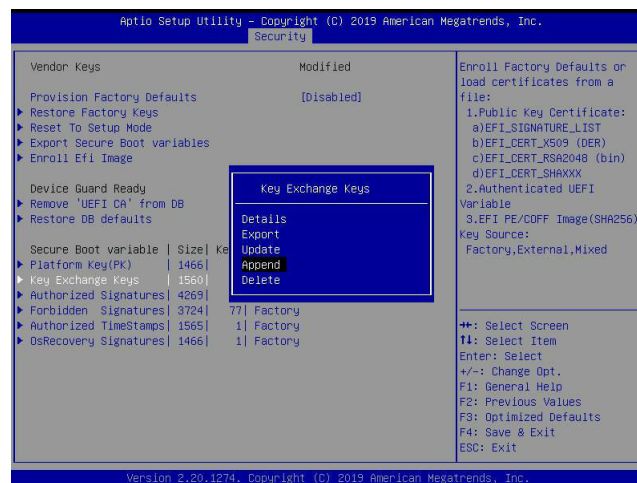 Aptio Setup Utility – Copyright (C) 2019 American Megatrends, Inc.
Security
Vendor Keys Modified
Provision Factory Defaults [Disabled]
Restore Factory Keys
Reset To Setup Mode
Export Secure Boot variables
Enroll Efi Image
Device Guard Ready
Remove 'UEFI CA' from DB
Restore DB defaults
Secure Boot variable | Size| Ke
Platform Key(PK) | 1466|
Key Exchange Keys | 1560|
Authorized Signatures| 4269|
Forbidden Signatures| 3724| 77| Factory
Authorized TimeStamps| 1565| 1| Factory
OsRecovery Signatures| 1466| 1| Factory
Key Exchange Keys
Details
Export
Update
Append
Delete
Enroll Factory Defaults or
load certificates from a
file:
1.Public Key Certificate:
a)EFI_SIGNATURE_LIST
b)EFI_CERT_X509 (DER)
c)EFI_CERT_RSA2048 (bin)
d)EFI_CERT_SHAXXX
2.Authenticated UEFI
Variable
3.EFI PE/COFF Image(SHA256)
Key Source:
Factory,External,Mixed
→←: Select Screen
↑↓: Select Item
Enter: Select
+/-: Change Opt.
F1: General Help
F2: Previous Values
F3: Optimized Defaults
F4: Save & Exit
ESC: Exit
Version 2.20.1274. Copyright (C) 2019 American Megatrends, Inc.